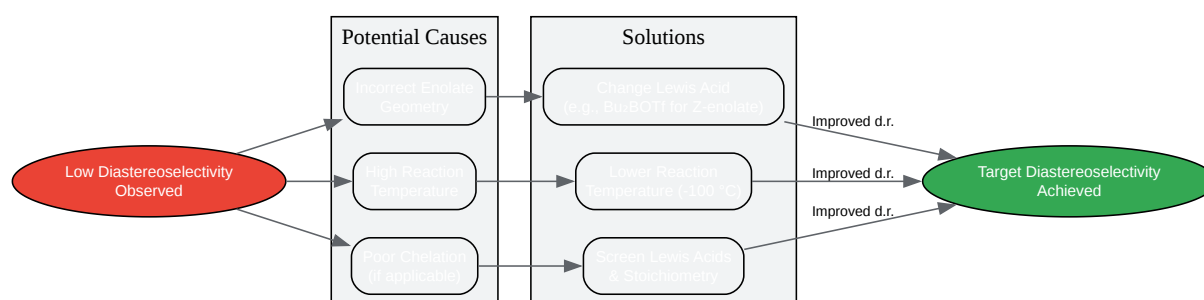 Potential Causes
Solutions
Low Diastereoselectivity
Observed
Incorrect Enolate
Geometry
High Reaction
Temperature
Poor Chelation
(if applicable)
Change Lewis Acid
(e.g., Bu₂BOTf for Z-enolate)
Lower Reaction
Temperature (-100 °C)
Screen Lewis Acids
& Stoichiometry
Improved d.r.
Improved d.r.
Improved d.r.
Target Diastereoselectivity
Achieved